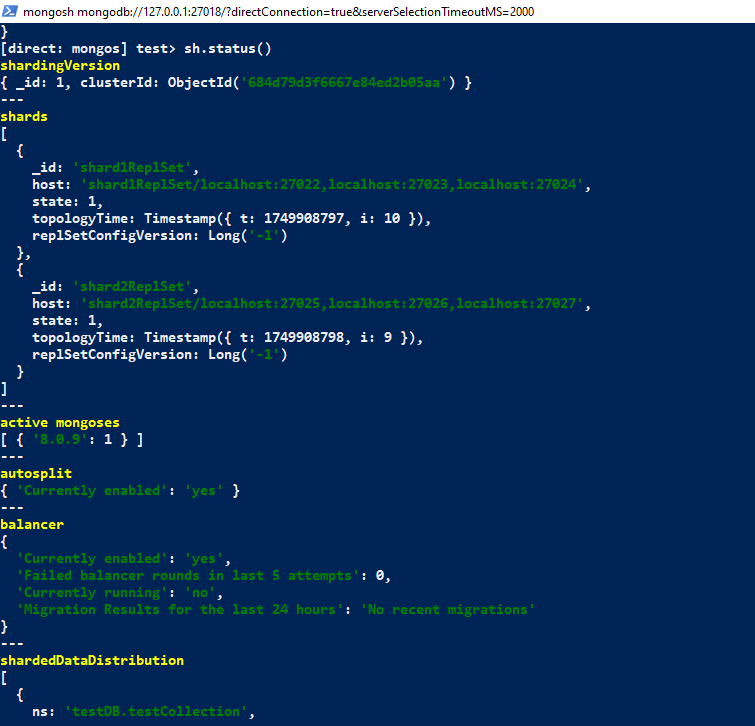 mongosh mongodb://127.0.0.1:27018/?directConnection=true&serverSelectionTimeoutMS=2000
}
[direct: mongos] test> sh.status()
shardingVersion
{ _id: 1, clusterId: ObjectId('684d79d3f6667e84ed2b05aa') }
---
shards
[
  {
    _id: 'shard1ReplSet',
    host: 'shard1ReplSet/localhost:27022,localhost:27023,localhost:27024',
    state: 1,
    topologyTime: Timestamp({ t: 1749908797, i: 10 }),
    replSetConfigVersion: Long('-1')
  },
  {
    _id: 'shard2ReplSet',
    host: 'shard2ReplSet/localhost:27025,localhost:27026,localhost:27027',
    state: 1,
    topologyTime: Timestamp({ t: 1749908798, i: 9 }),
    replSetConfigVersion: Long('-1')
  }
]
---
active mongoses
[ { '8.0.9': 1 } ]
---
autosplit
{ 'Currently enabled': 'yes' }
---
balancer
{
  'Currently enabled': 'yes',
  'Failed balancer rounds in last 5 attempts': 0,
  'Currently running': 'no',
  'Migration Results for the last 24 hours': 'No recent migrations'
}
---
shardedDataDistribution
[
  {
    ns: 'testDB.testCollection',